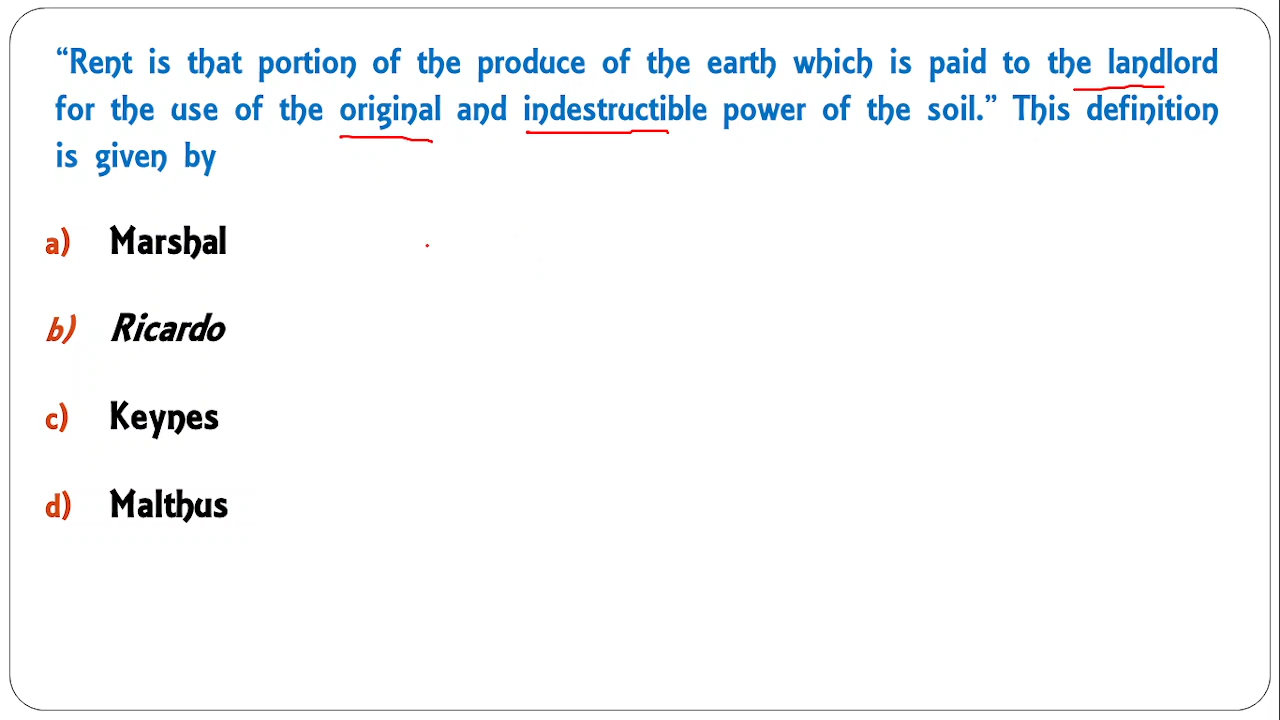 “Rent is that portion of the produce of the earth which is paid to the landlord
for the use of the original and indestructible power of the soil.” This definition
is given by
a) Marshal
b) Ricardo
c) Keynes
d) Malthus